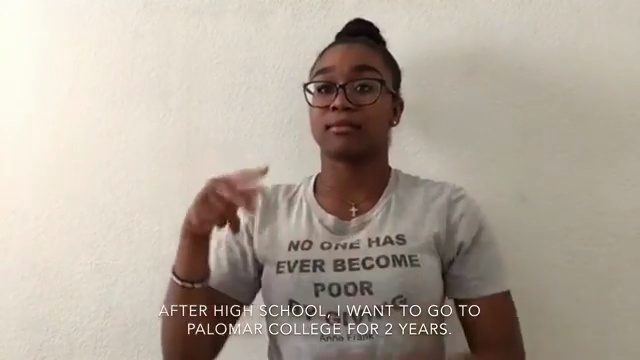 NO ONE HAS
EVER BECOME
POOR
GIVING
Anne Frank
AFTER HIGH SCHOOL, I WANT TO GO TO
PALOMAR COLLEGE FOR 2 YEARS.